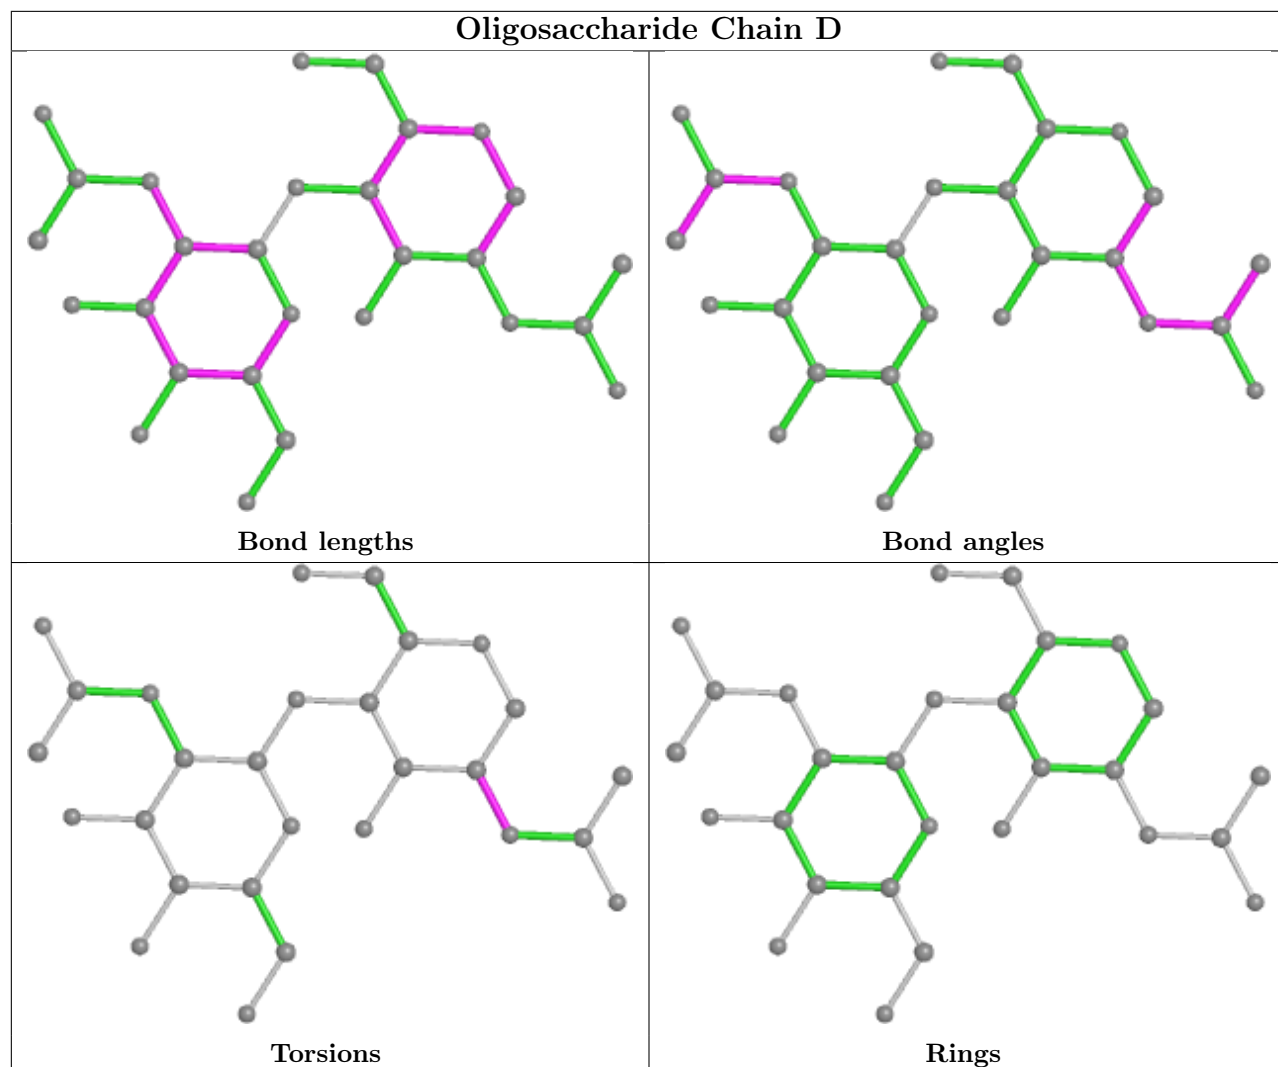 Oligosaccharide Chain D
Bond lengths
Bond angles
Torsions
Rings